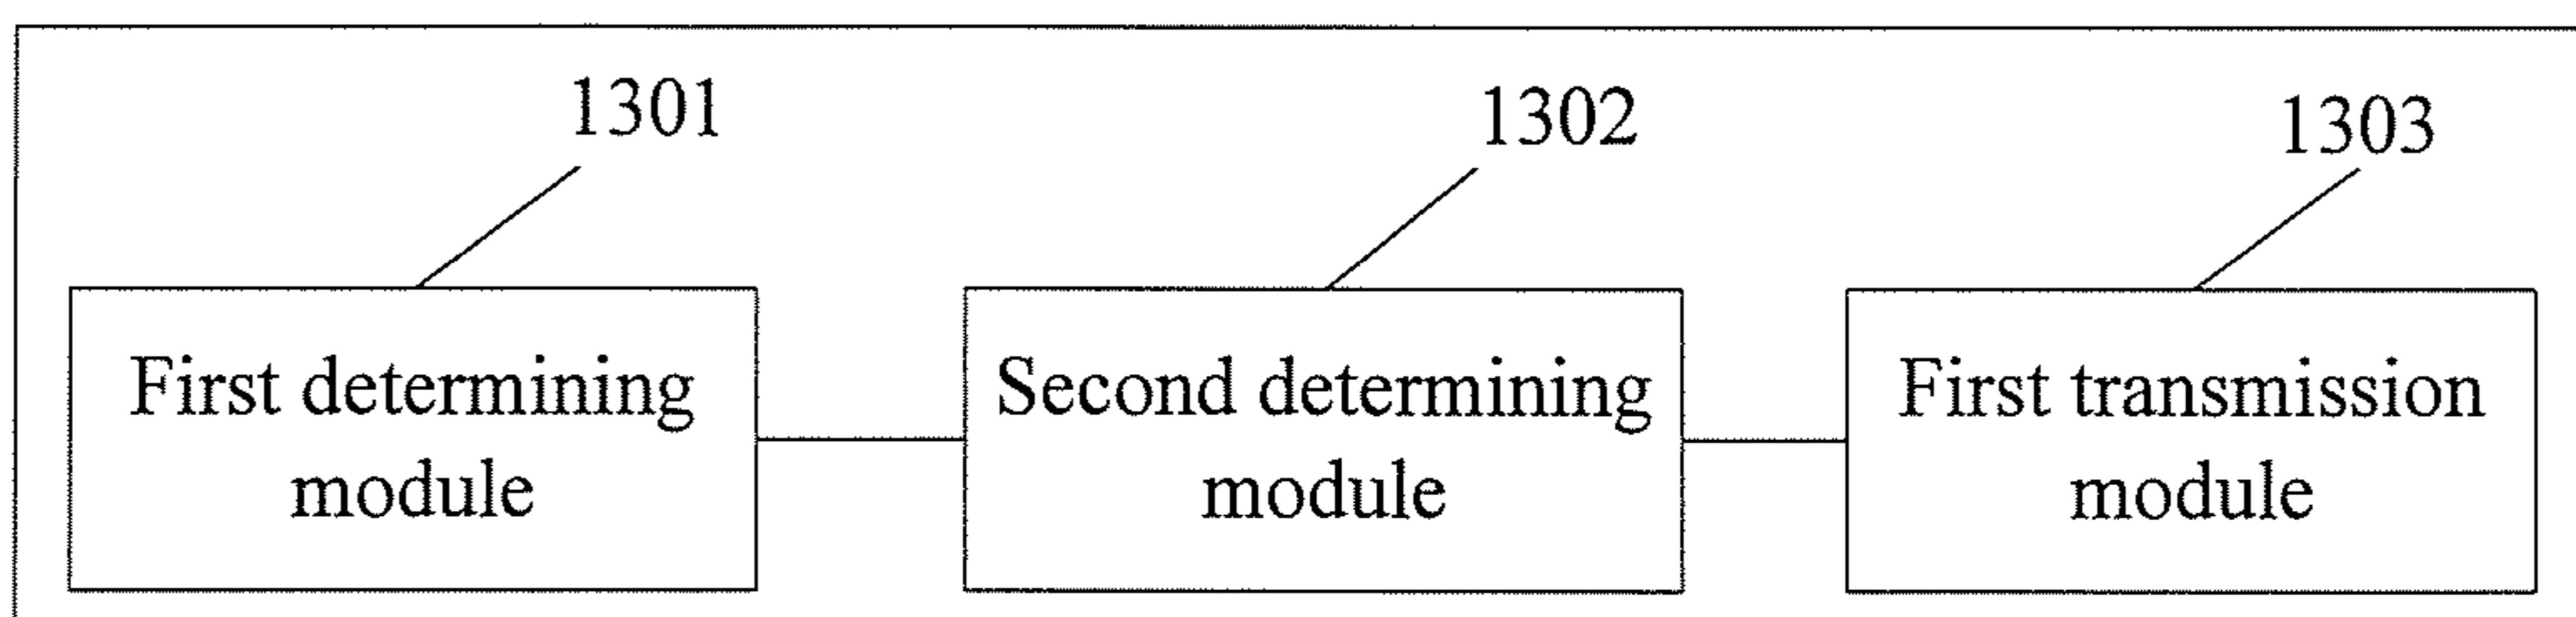 1301
1302
1303
First determining
module
Second determining
module
First transmission
module